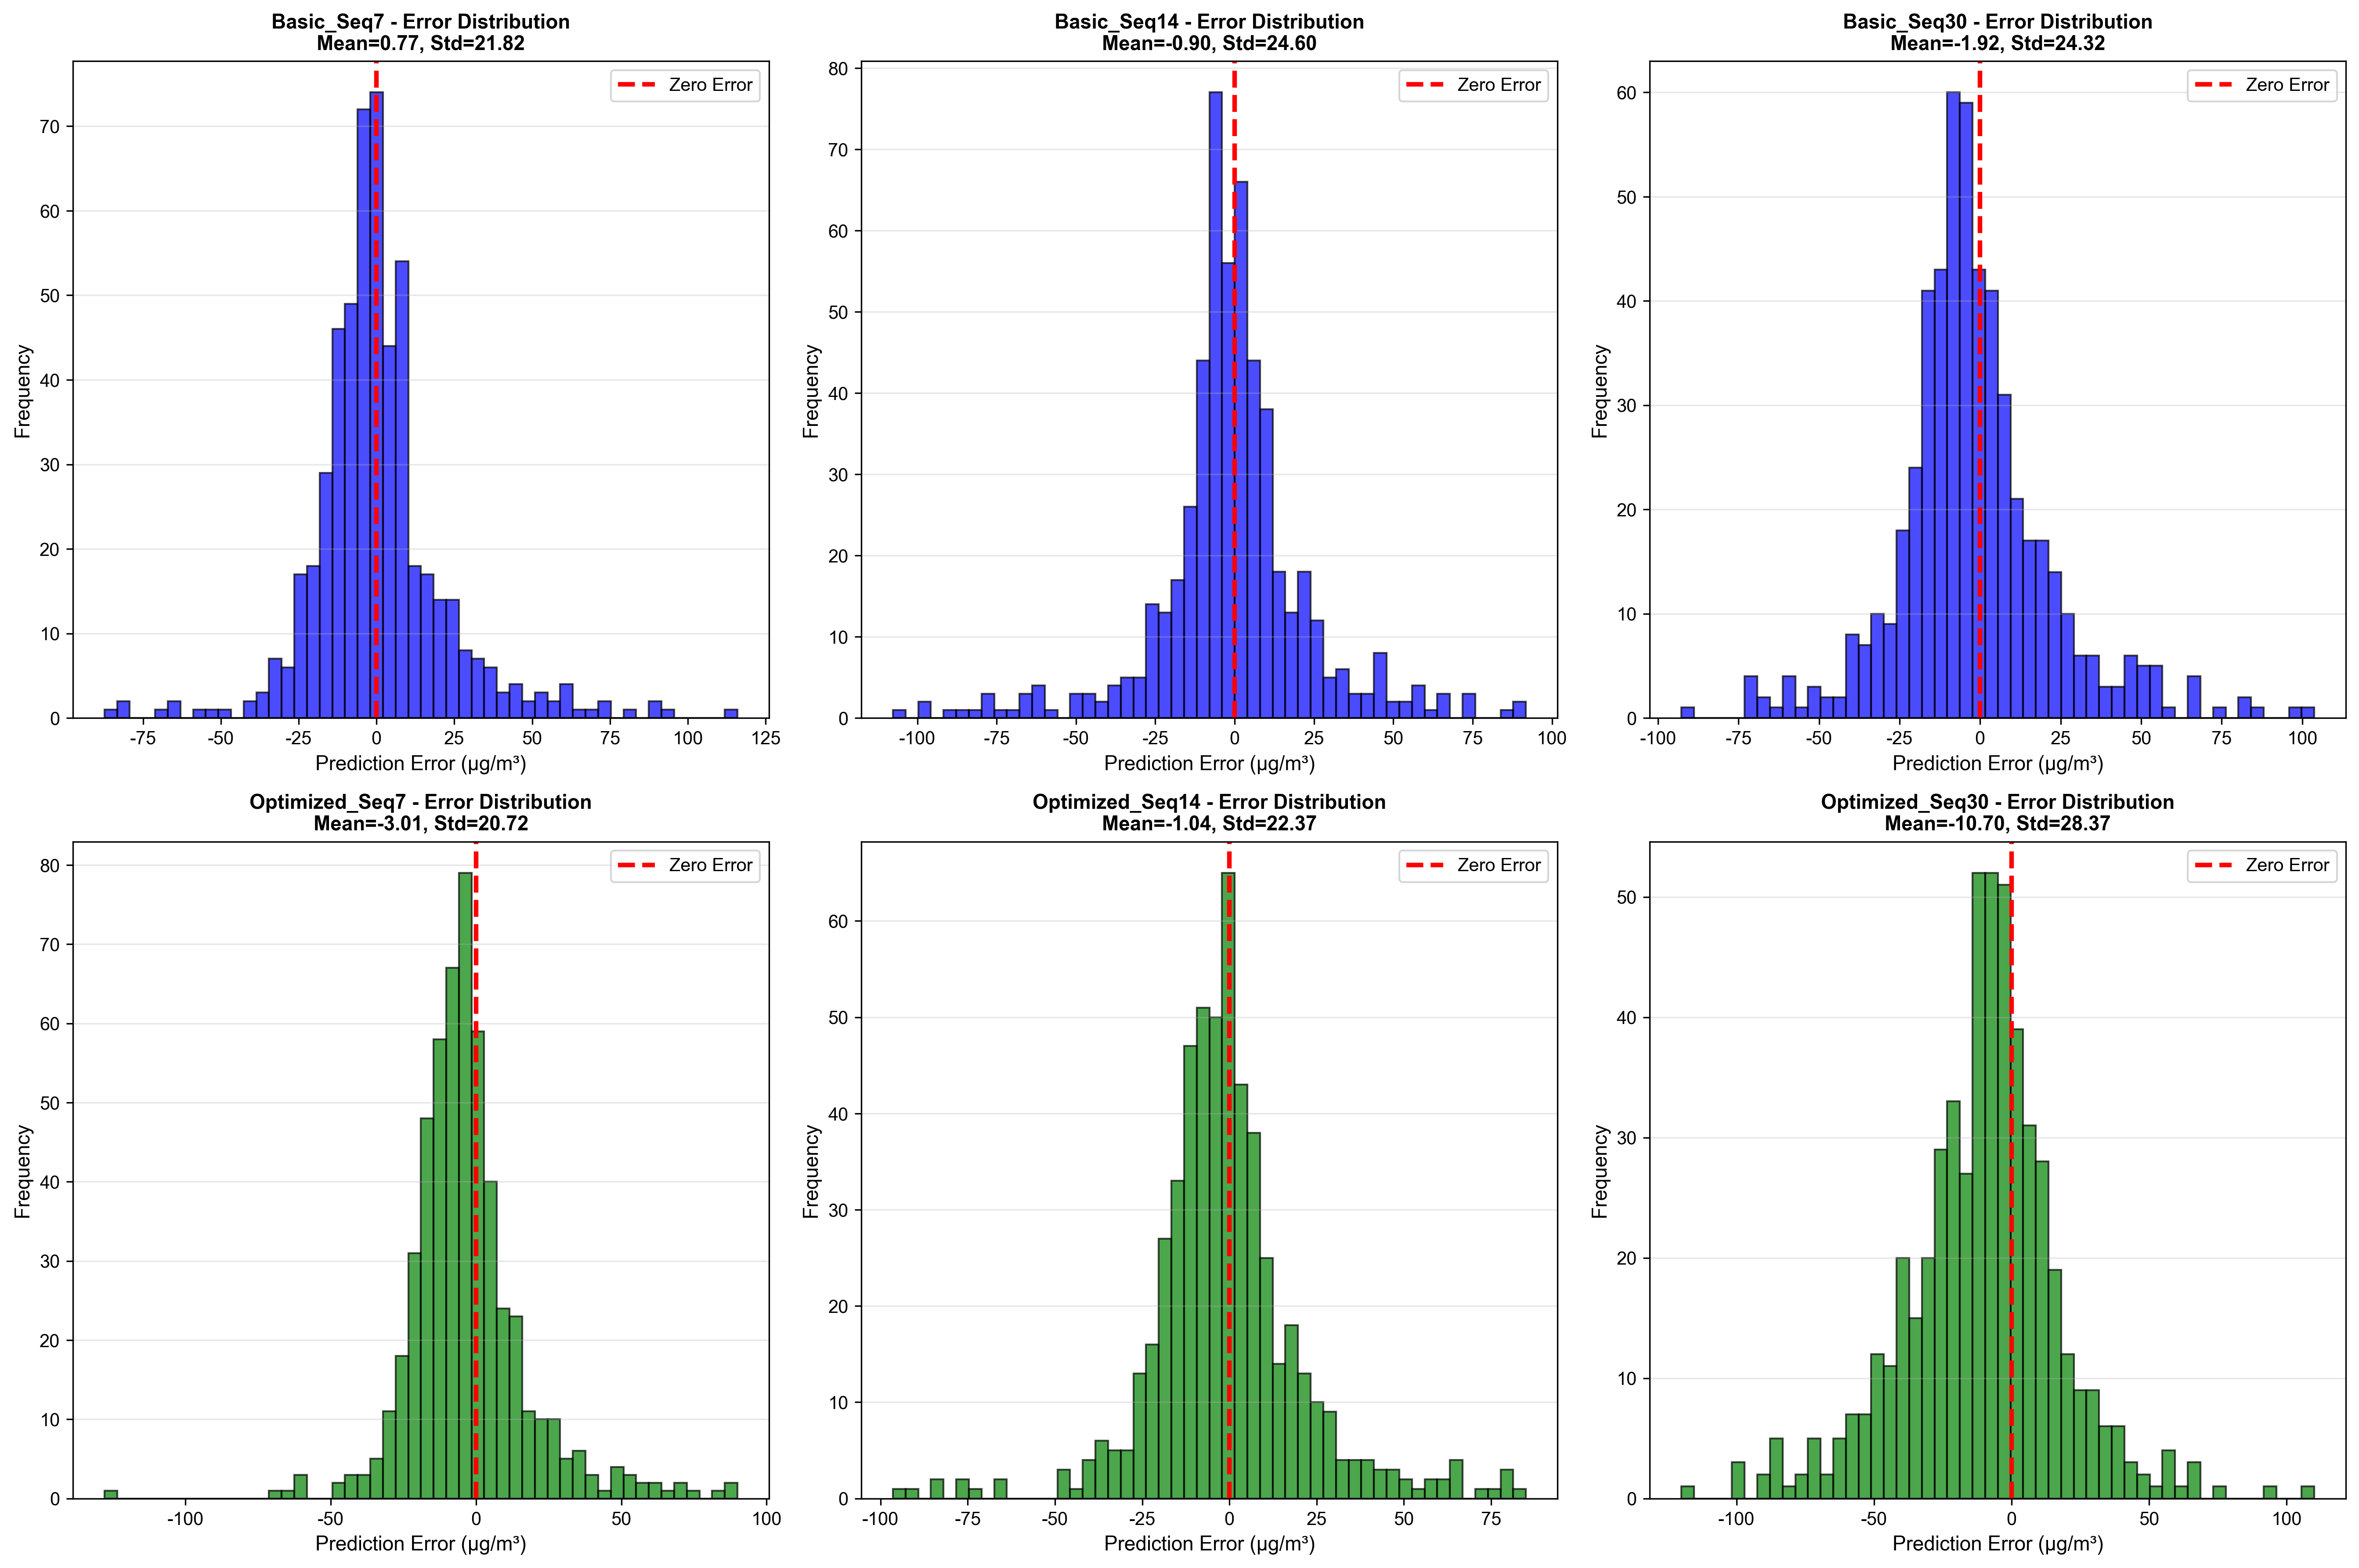 Basic_Seq7 - Error Distribution
Mean=0.77, Std=21.82
Zero Error
Frequency
70
60
50
40
30
20
10
0
-75 -50 -25 0 25 50 75 100 125
Prediction Error (µg/m³)
Basic_Seq14 - Error Distribution
Mean=-0.90, Std=24.60
Zero Error
Frequency
80
70
60
50
40
30
20
10
0
-100 -75 -50 -25 0 25 50 75 100
Prediction Error (µg/m³)
Basic_Seq30 - Error Distribution
Mean=-1.92, Std=24.32
Zero Error
Frequency
60
50
40
30
20
10
0
-100 -75 -50 -25 0 25 50 75 100
Prediction Error (µg/m³)
Optimized_Seq7 - Error Distribution
Mean=-3.01, Std=20.72
Zero Error
Frequency
80
70
60
50
40
30
20
10
0
-100 -50 0 50 100
Prediction Error (µg/m³)
Optimized_Seq14 - Error Distribution
Mean=-1.04, Std=22.37
Zero Error
Frequency
60
50
40
30
20
10
0
-100 -75 -50 -25 0 25 50 75
Prediction Error (µg/m³)
Optimized_Seq30 - Error Distribution
Mean=-10.70, Std=28.37
Zero Error
Frequency
50
40
30
20
10
0
-100 -50 0 50 100
Prediction Error (µg/m³)